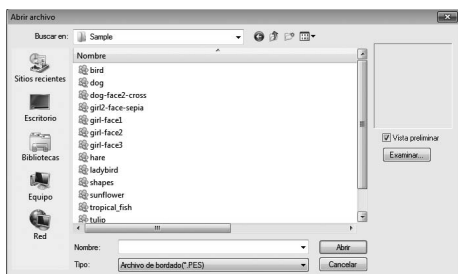 Abrir archivo
Buscar en: Sample
Nombre
bird
dog
dog-face2-cross
girl2-face-sepia
girl-face1
girl-face2
girl-face3
hare
ladybird
shapes
sunflower
tropical_fish
tulip
Sitios recientes
Escritorio
Bibliotecas
Equipo
Red
Vista preliminar
Examinar...
Nombre:
Abrir
Tipo: Archivo de bordado(*.PES)
Cancelar